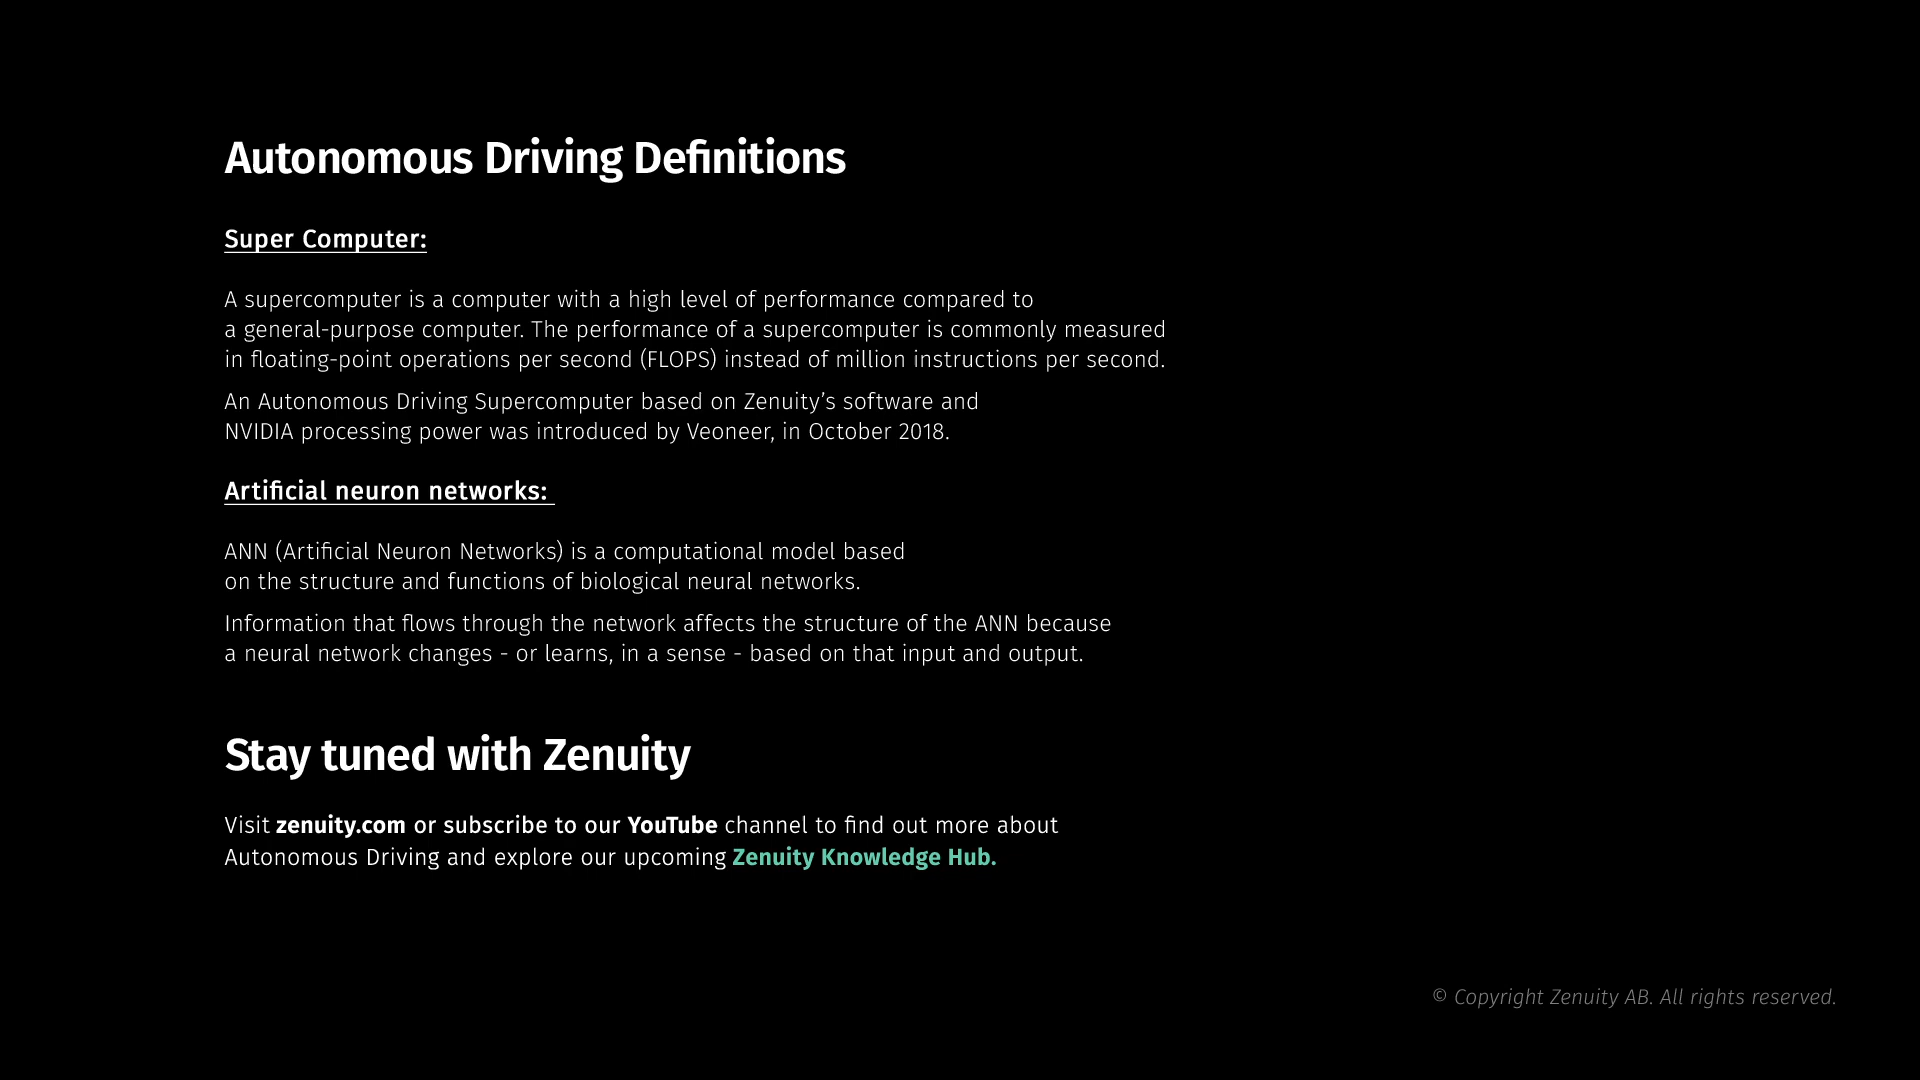 Autonomous Driving Definitions
Super Computer:
A supercomputer is a computer with a high level of performance compared to
a general-purpose computer. The performance of a supercomputer is commonly measured
in floating-point operations per second (FLOPS) instead of million instructions per second.
An Autonomous Driving Supercomputer based on Zenuity’s software and
NVIDIA processing power was introduced by Veoneer, in October 2018.
Artificial neuron networks:
ANN (Artificial Neuron Networks) is a computational model based
on the structure and functions of biological neural networks.
Information that flows through the network affects the structure of the ANN because
a neural network changes - or learns, in a sense - based on that input and output.
Stay tuned with Zenuity
Visit zenuity.com or subscribe to our YouTube channel to find out more about
Autonomous Driving and explore our upcoming Zenuity Knowledge Hub.
© Copyright Zenuity AB. All rights reserved.